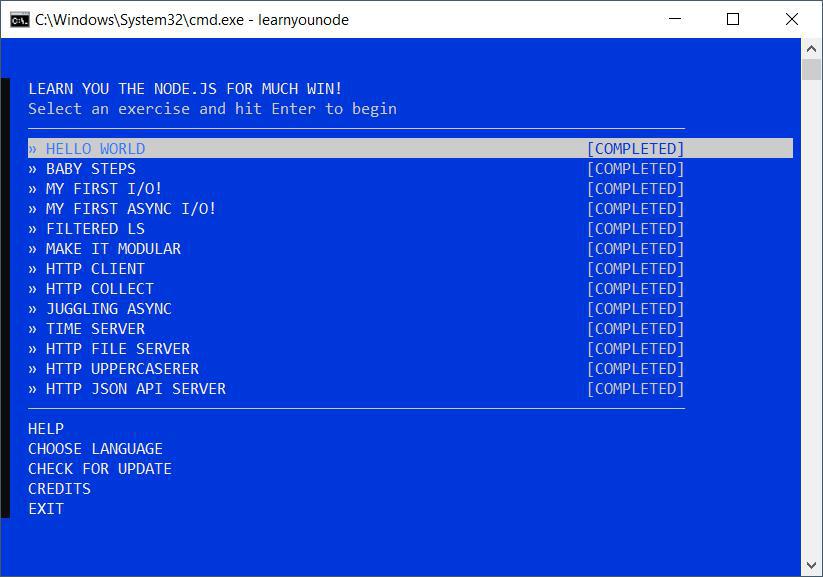 C:\Windows\System32\cmd.exe - learnyounode
LEARN YOU THE NODE.JS FOR MUCH WIN!
Select an exercise and hit Enter to begin
» HELLO WORLD [COMPLETED]
» BABY STEPS [COMPLETED]
» MY FIRST I/O! [COMPLETED]
» MY FIRST ASYNC I/O! [COMPLETED]
» FILTERED LS [COMPLETED]
» MAKE IT MODULAR [COMPLETED]
» HTTP CLIENT [COMPLETED]
» HTTP COLLECT [COMPLETED]
» JUGGLING ASYNC [COMPLETED]
» TIME SERVER [COMPLETED]
» HTTP FILE SERVER [COMPLETED]
» HTTP UPPERCASERER [COMPLETED]
» HTTP JSON API SERVER [COMPLETED]
HELP
CHOOSE LANGUAGE
CHECK FOR UPDATE
CREDITS
EXIT